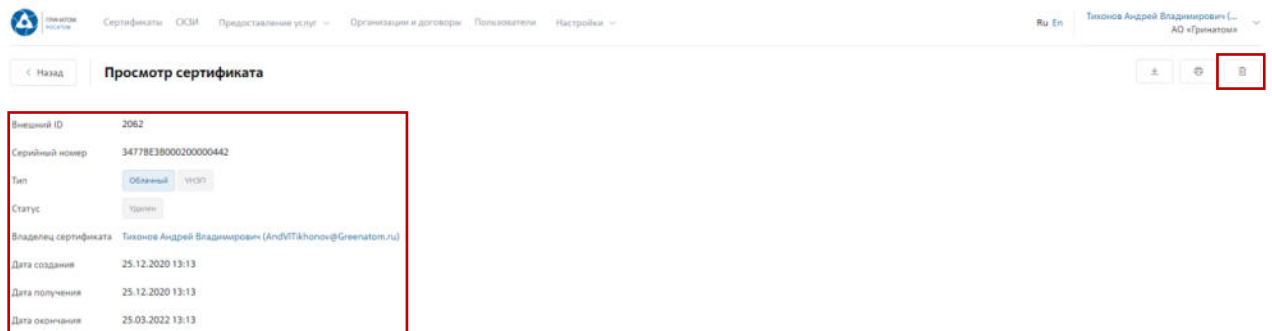 ГРИНАТОМ
РОСАТОМ
Сертификаты СКЗИ Предоставление услуг Организации и договоры Пользователи Настройки
Ru En
Тихонов Андрей Владимирович (...
АО «Гринатом»
< Назад
Просмотр сертификата
Внешний ID 2062
Серийный номер 3477BE3B000200000442
Тип Облачный УНЭП
Статус Удален
Владелец сертификата Тихонов Андрей Владимирович (AndVlTikhonov@Greenatom.ru)
Дата создания 25.12.2020 13:13
Дата получения 25.12.2020 13:13
Дата окончания 25.03.2022 13:13